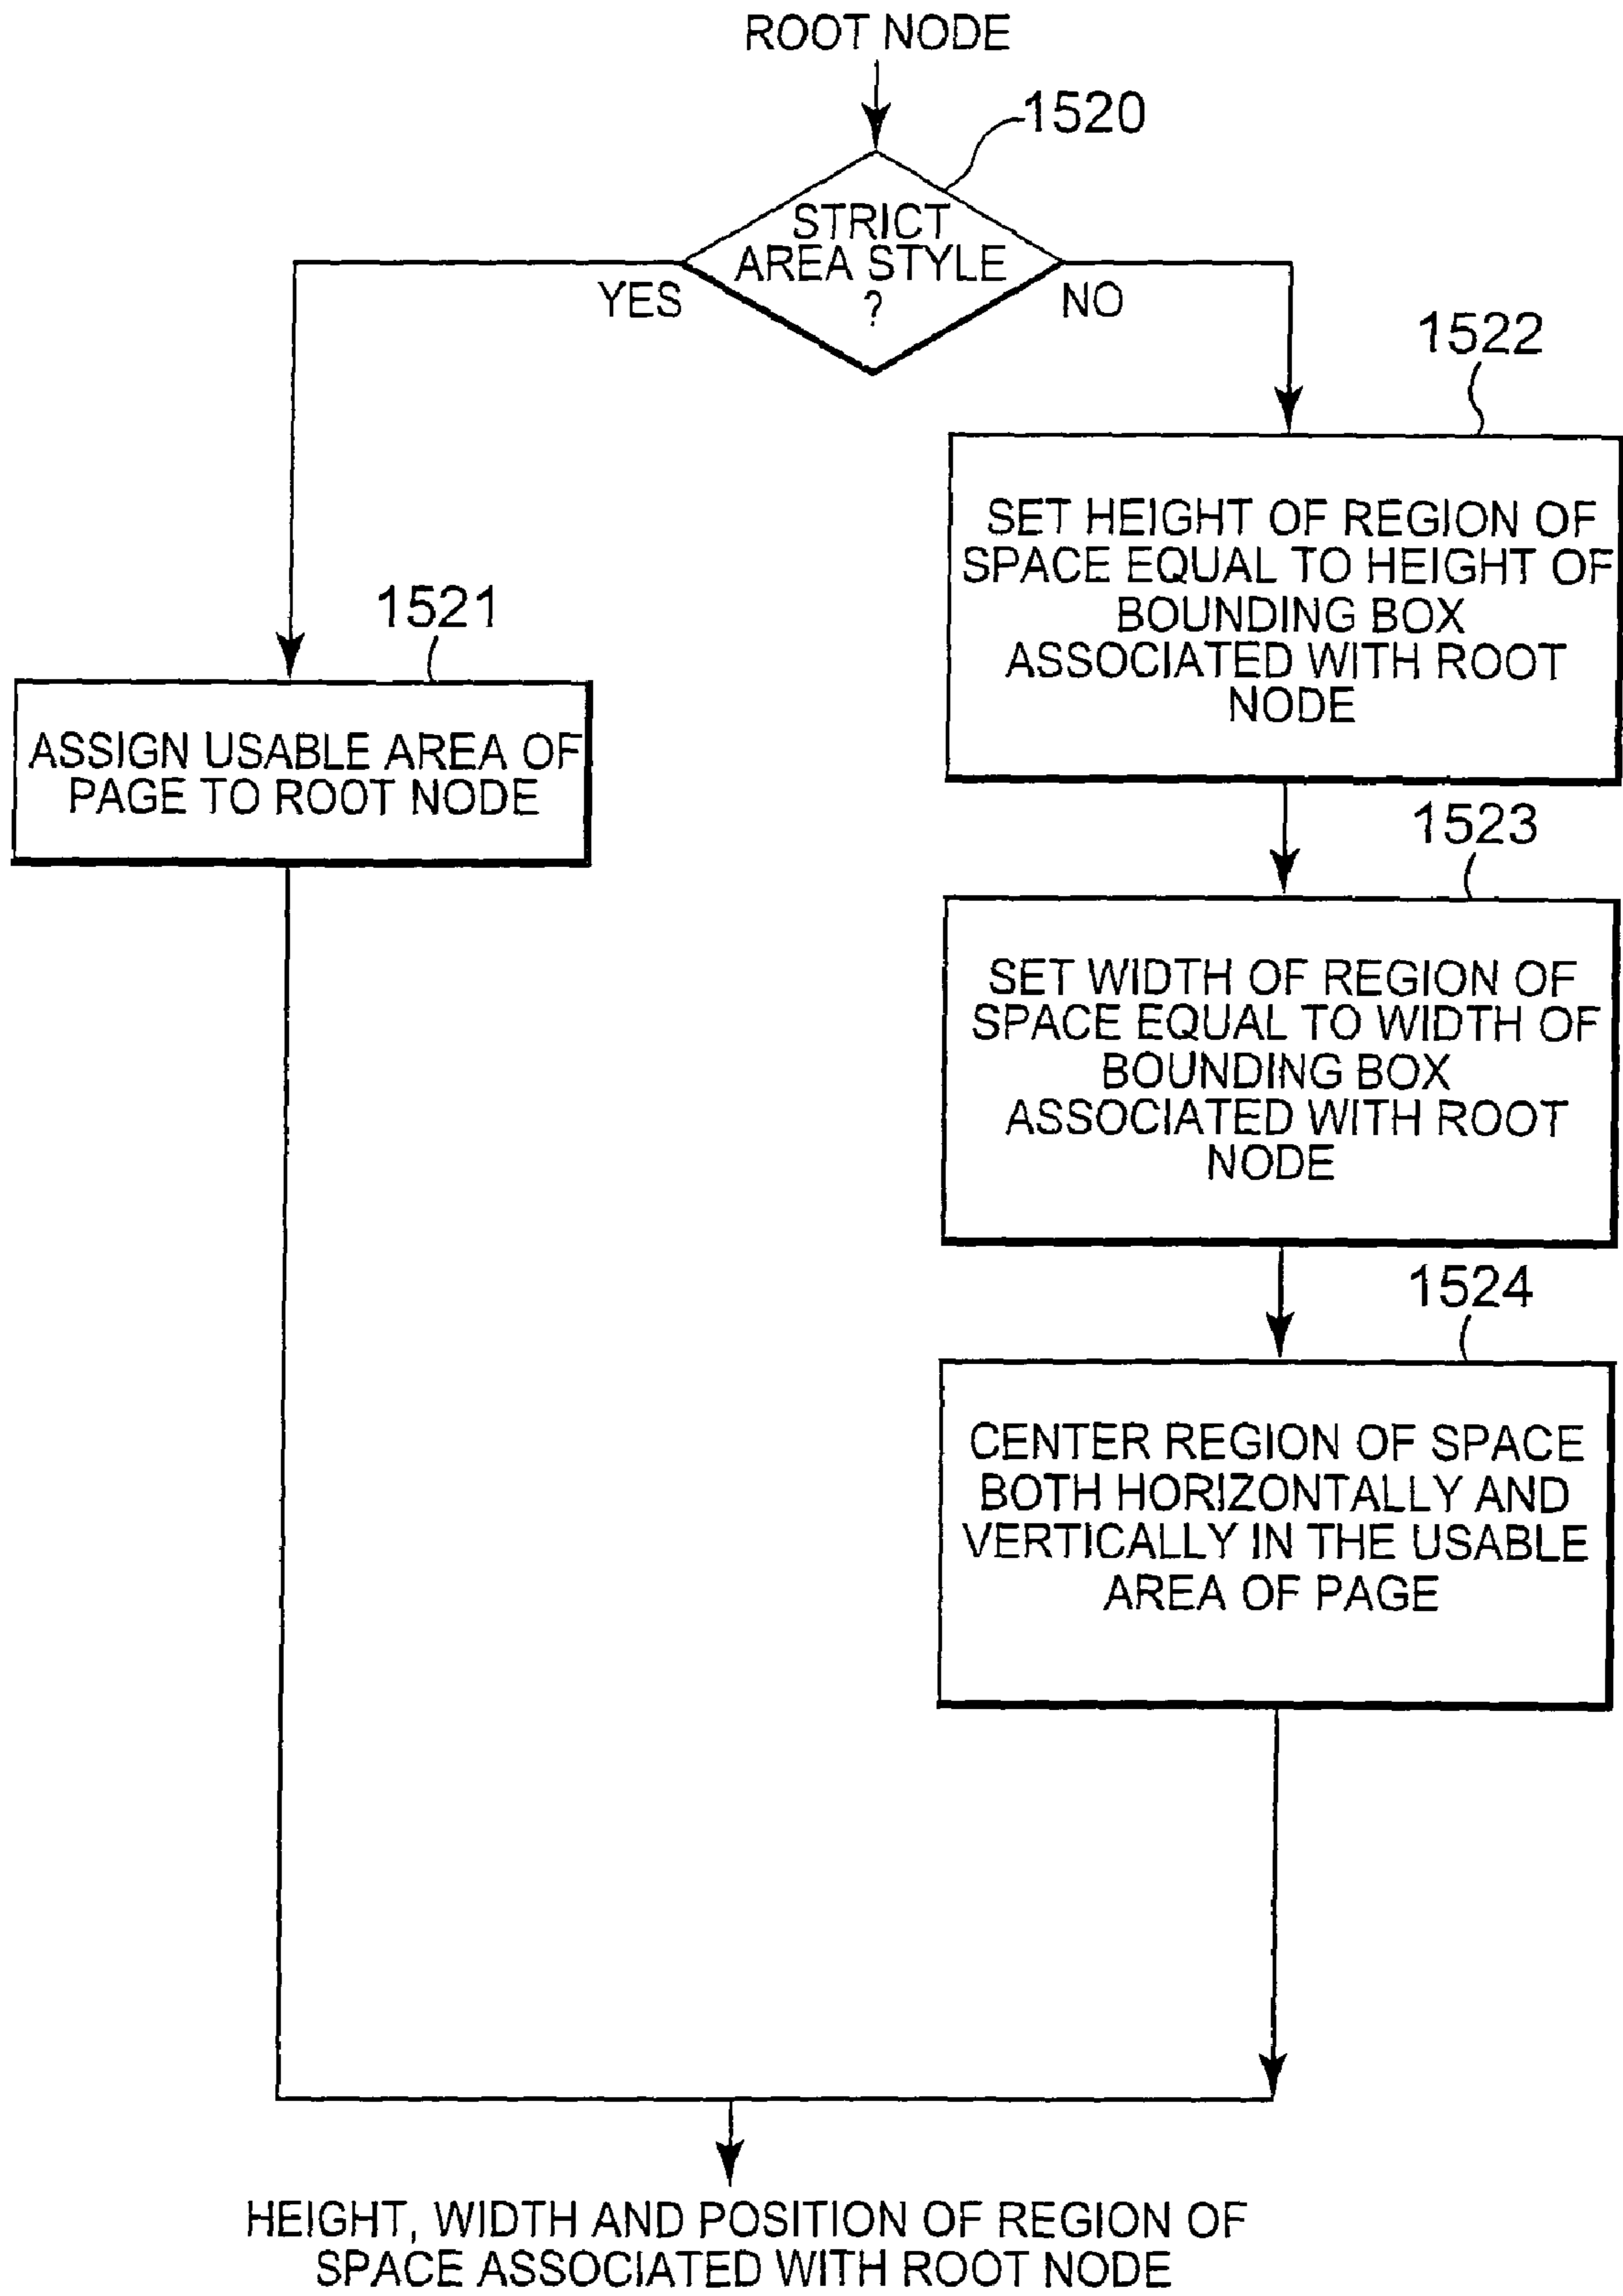 ROOT NODE
1520
STRICT
AREA STYLE
?
YES
NO
1522
SET HEIGHT OF REGION OF
SPACE EQUAL TO HEIGHT OF
BOUNDING BOX
ASSOCIATED WITH ROOT
NODE
1521
ASSIGN USABLE AREA OF
PAGE TO ROOT NODE
1523
SET WIDTH OF REGION OF
SPACE EQUAL TO WIDTH OF
BOUNDING BOX
ASSOCIATED WITH ROOT
NODE
1524
CENTER REGION OF SPACE
BOTH HORIZONTALLY AND
VERTICALLY IN THE USABLE
AREA OF PAGE
HEIGHT, WIDTH AND POSITION OF REGION OF
SPACE ASSOCIATED WITH ROOT NODE